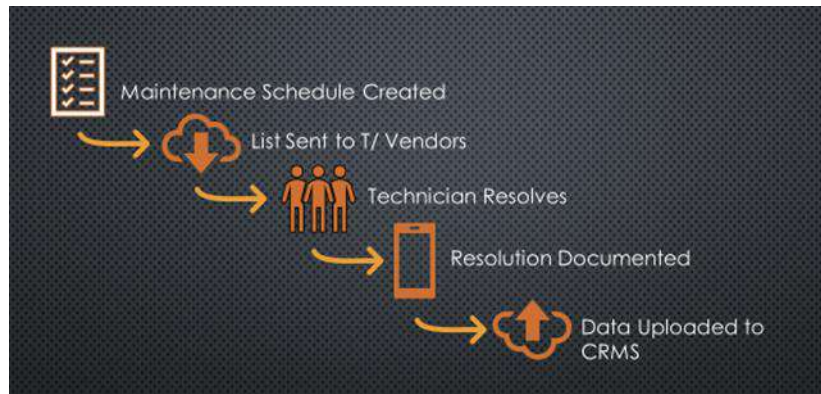 Maintenance Schedule Created
List Sent to T/ Vendors
Technician Resolves
Resolution Documented
Data Uploaded to
CRMS